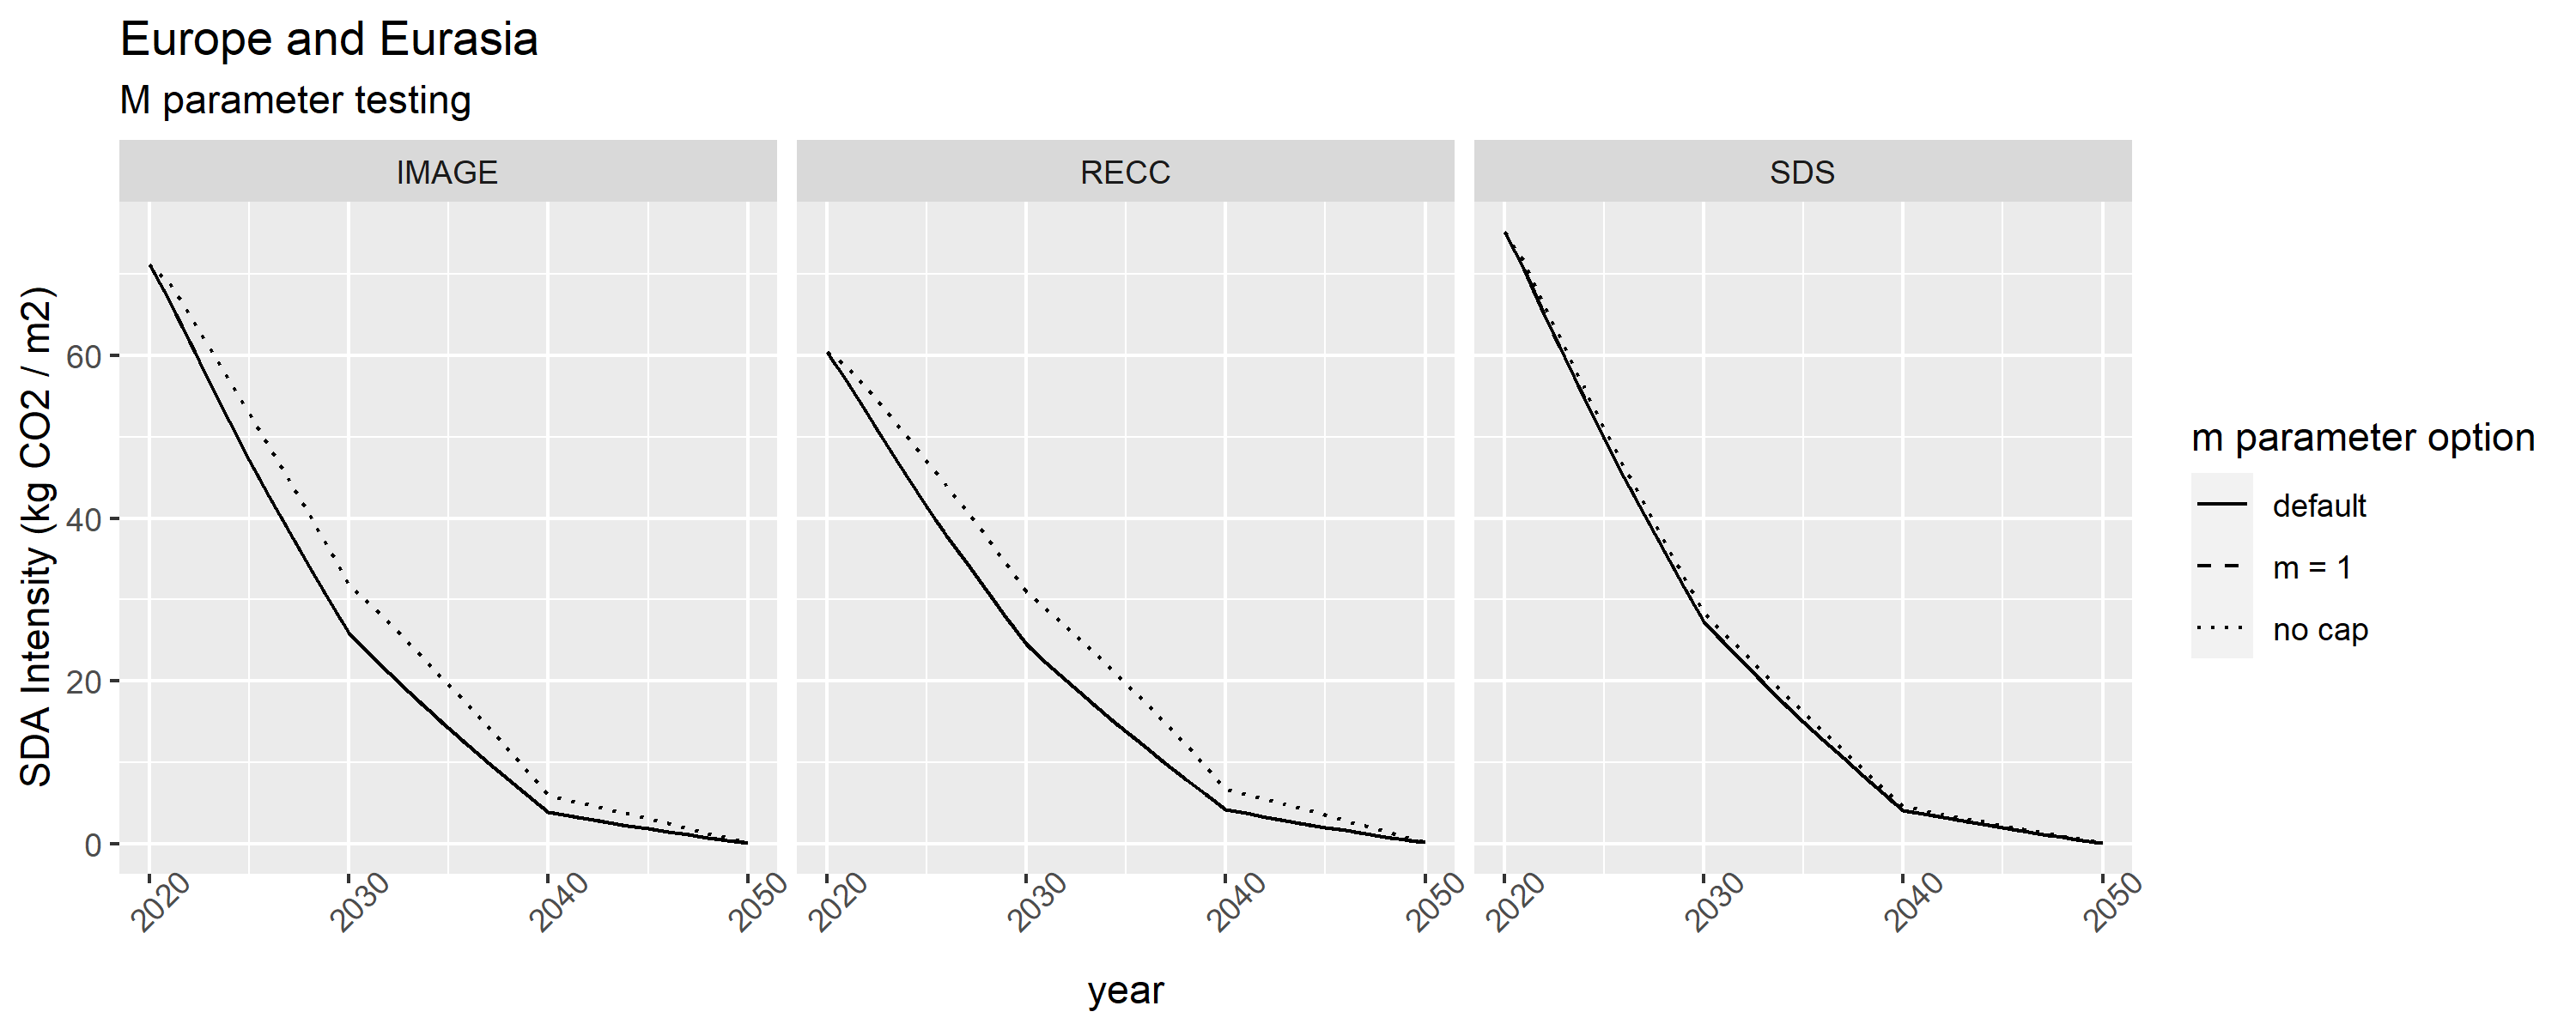 Europe and Eurasia
M parameter testing
IMAGE RECC SDS
SDA Intensity (kg CO2 / m2)
60
40
20
0
2020 2030 2040 2050 2020 2030 2040 2050 2020 2030 2040 2050
year
m parameter option
default
m = 1
no cap